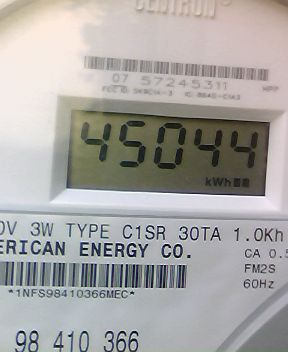 CENTRON®
07 57245311 HPP
45044
kWh
0V 3W TYPE C1SR 30TA 1.0Kh
ERICAN ENERGY CO. CA 0.5
FM2S
*1NFS98410366MEC* 60Hz
98 410 366